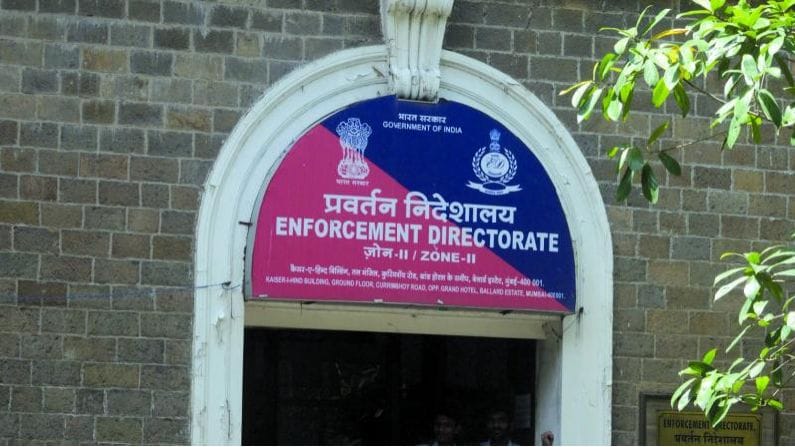 भारत सरकार
GOVERNMENT OF INDIA
भारत सरकार
प्रवर्तन निदेशालय
ENFORCEMENT DIRECTORATE
ज़ोन-II / ZONE-II
कैसर-ए-हिन्द बिल्डिंग, तल मंजिल, करीमभॉय रोड, ग्रांड होटल के समीप, बेलार्ड इस्टेट, मुंबई-400 001.
KAISER-I-HIND BUILDING, GROUND FLOOR, CURRIMBHOY ROAD, OPP. GRAND HOTEL, BALLARD ESTATE, MUMBAI-400001.
ENFORCEMENT DIRECTORATE,
प्रवर्तन निदेशालय